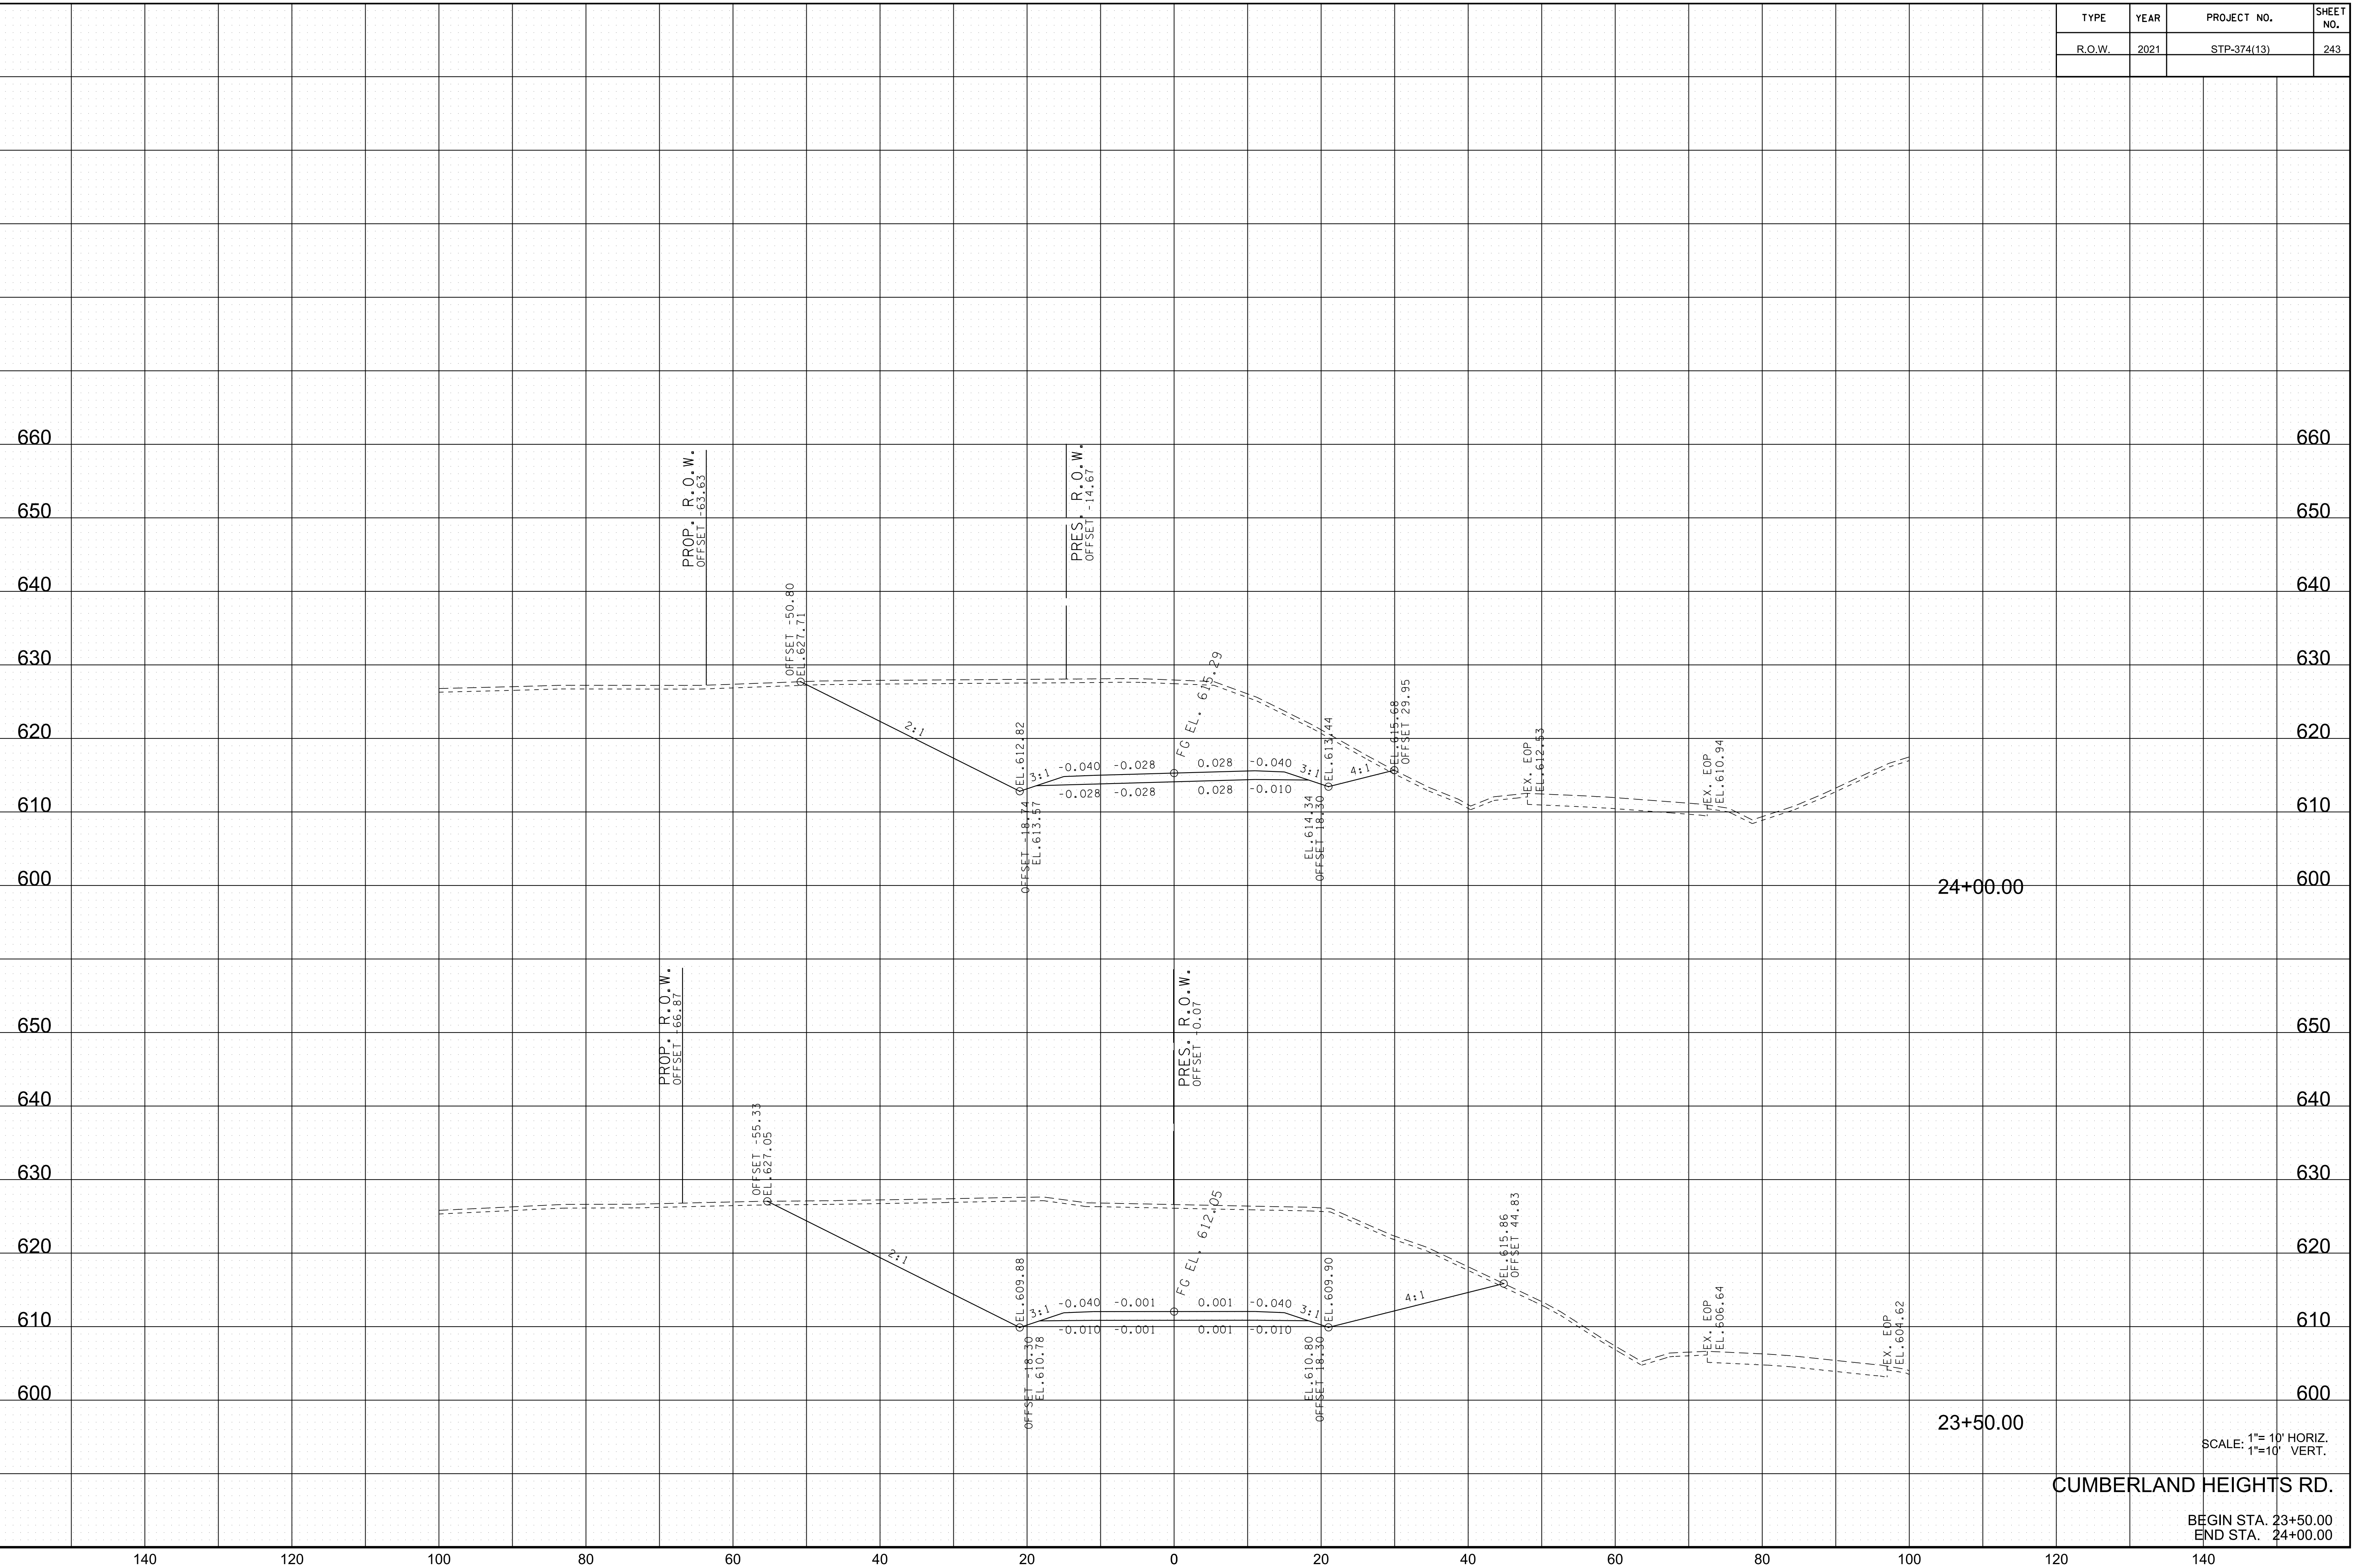 TYPE YEAR PROJECT NO. SHEET NO.
R.O.W. 2021 STP-374(13) 243
660 660
650 650
640 640
630 630
620 620
610 610
600 600
PROP. R.O.W.
OFFSET -63.63
PRES. R.O.W.
OFFSET -14.67
OFFSET -50.80
EL.627.71
2:1
EL.612.82
3:1 -0.040 -0.028 0.028 -0.040 3:1
-0.028 -0.028 0.028 -0.010
FG EL. 615.29
OFFSET -18.74
EL.613.57
EL.613.44
EL.614.34
OFFSET 18.30
4:1
EL.615.68
OFFSET 29.95
EX. EOP
EL.612.53
EX. EOP
EL.610.94
24+00.00
650 650
640 640
630 630
620 620
610 610
600 600
PROP. R.O.W.
OFFSET -66.87
PRES. R.O.W.
OFFSET -0.07
OFFSET -55.33
EL.627.05
2:1
EL.609.88
3:1 -0.040 -0.001 0.001 -0.040 3:1
-0.010 -0.001 0.001 -0.010
FG EL. 612.05
OFFSET -18.30
EL.610.78
EL.609.90
EL.610.80
OFFSET 18.30
4:1
EL.615.86
OFFSET 44.83
EX. EOP
EL.606.64
EX. EOP
EL.604.62
23+50.00
SCALE: 1"= 10' HORIZ.
1"=10' VERT.
CUMBERLAND HEIGHTS RD.
BEGIN STA. 23+50.00
END STA. 24+00.00
140 120 100 80 60 40 20 0 20 40 60 80 100 120 140